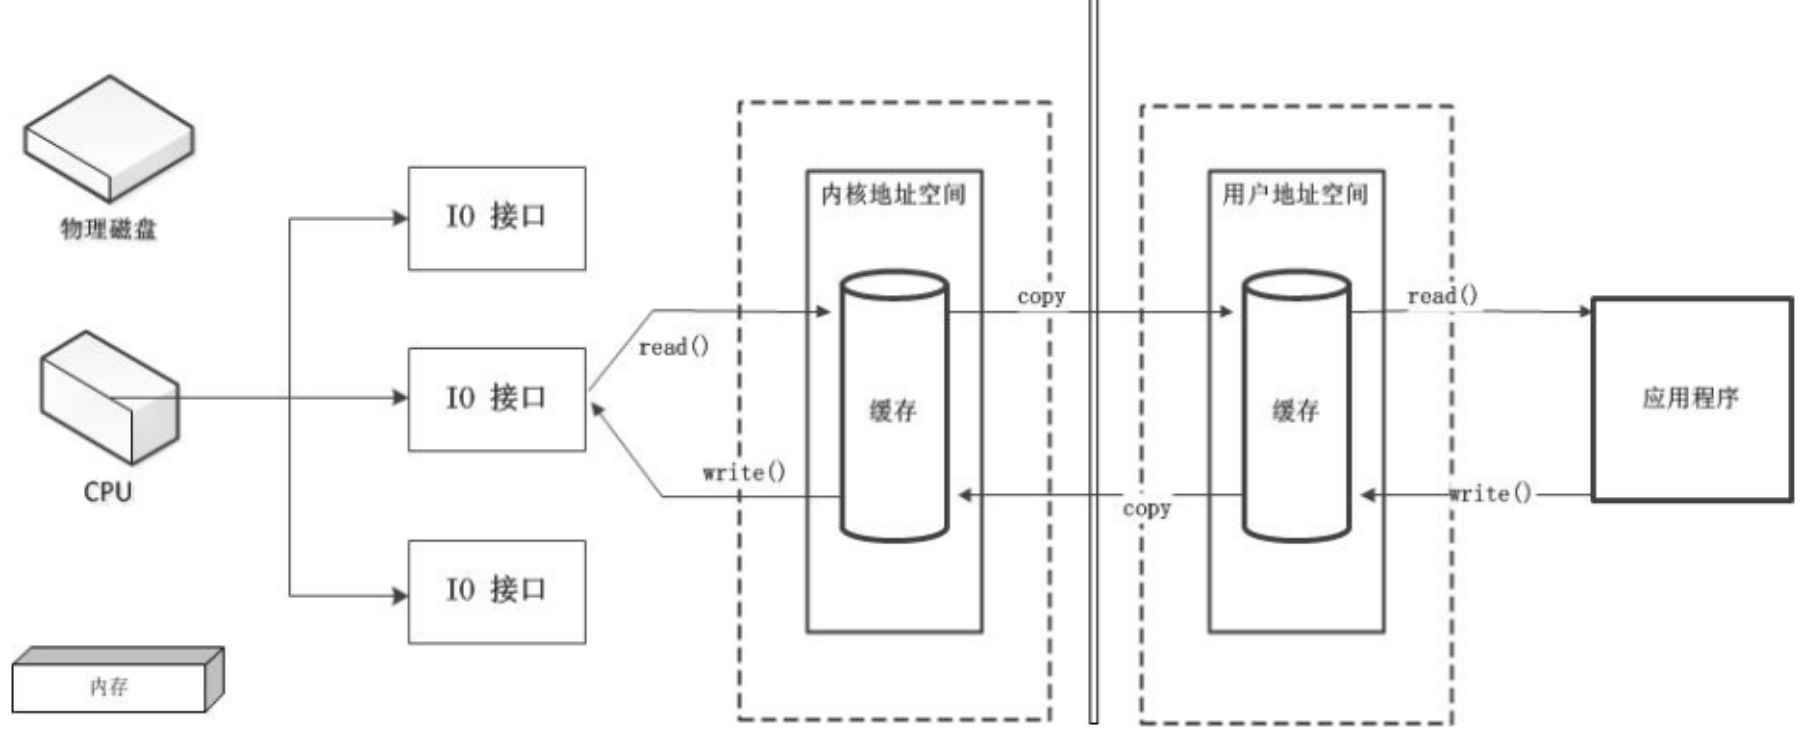 物理磁盘
CPU
内存
IO 接口
IO 接口
IO 接口
read()
write()
内核地址空间
缓存
copy
copy
用户地址空间
缓存
read()
write()
应用程序